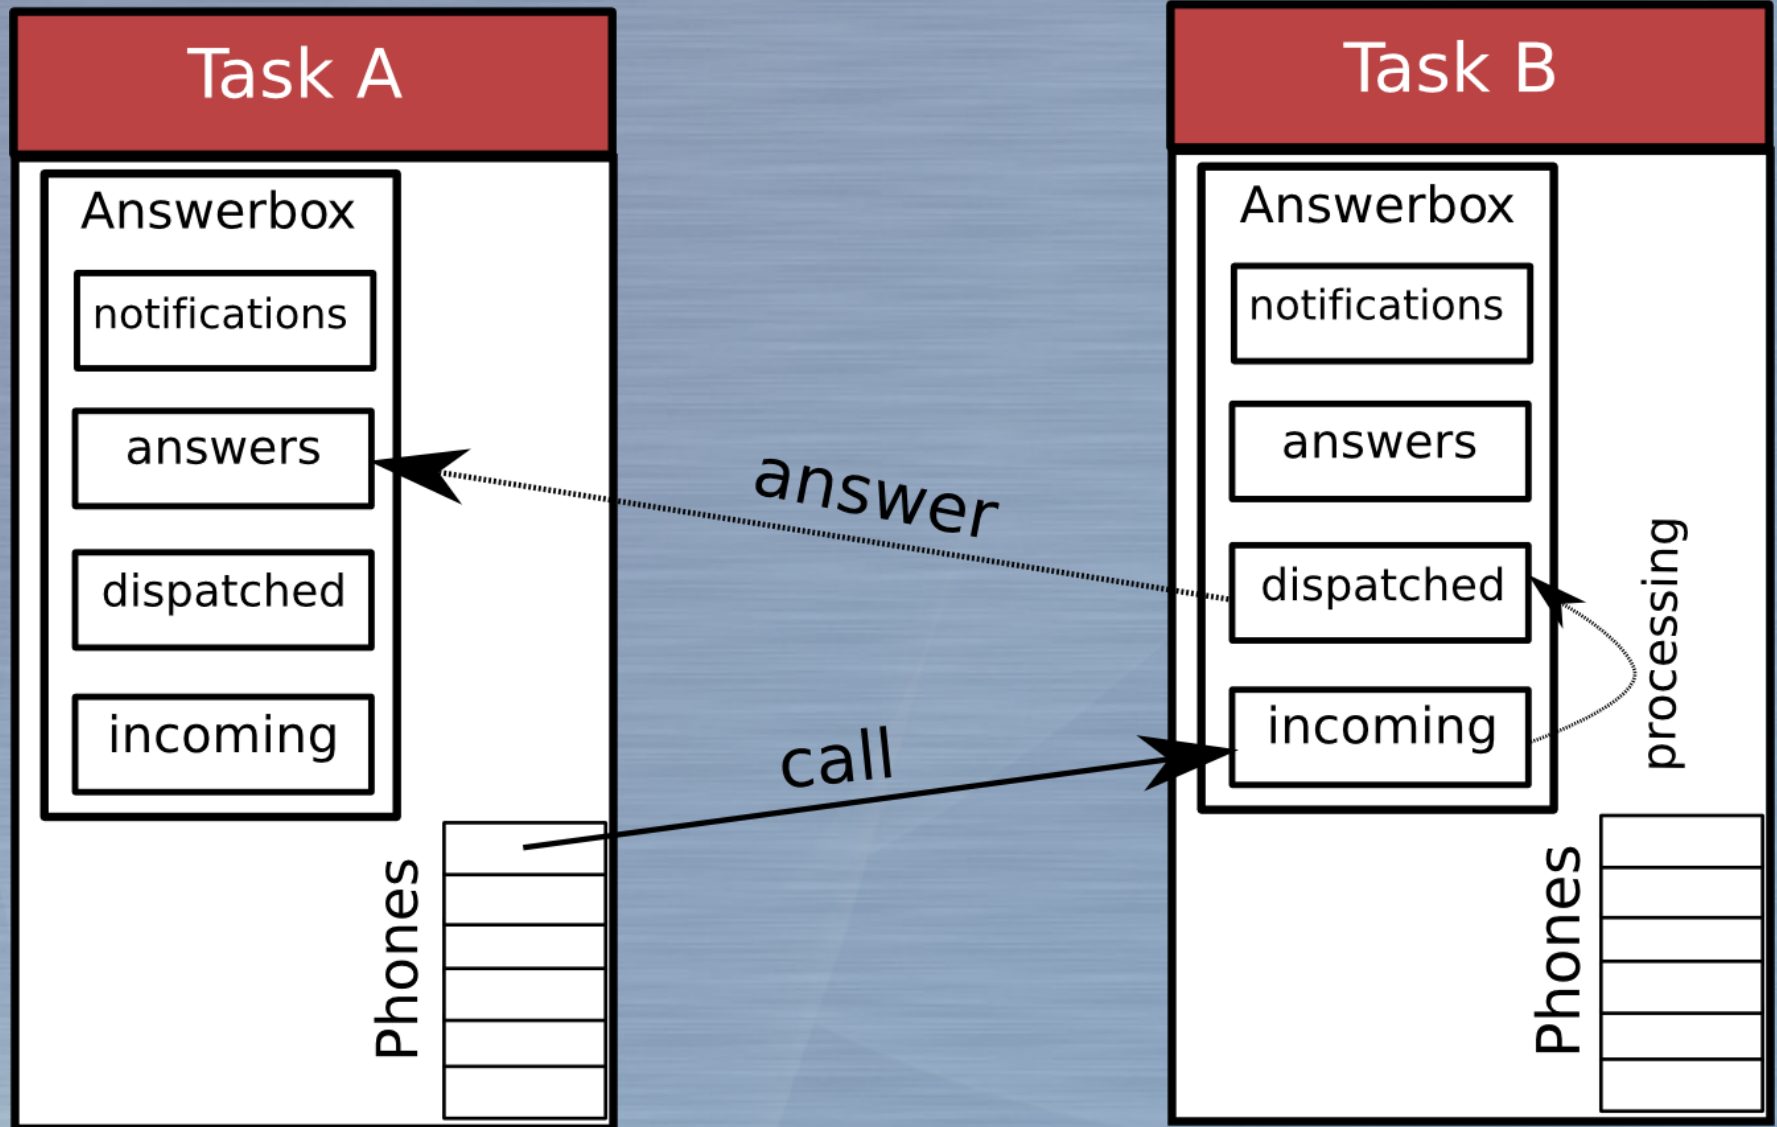 Task A
Answerbox
notifications
answers
dispatched
incoming
Phones
answer
call
Task B
Answerbox
notifications
answers
dispatched
incoming
processing
Phones